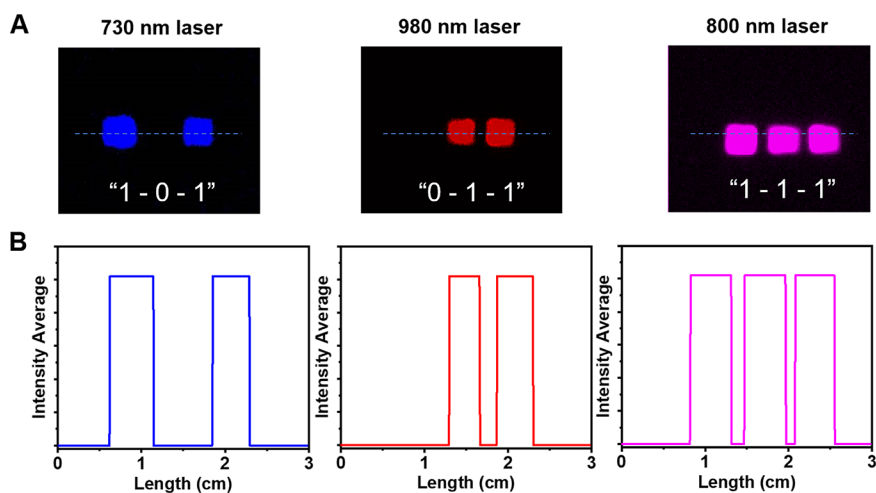 A
730 nm laser
980 nm laser
800 nm laser
“1 - 0 - 1”
“0 - 1 - 1”
“1 - 1 - 1”
B
Intensity Average
0 1 2 3
Length (cm)
Intensity Average
0 1 2 3
Length (cm)
Intensity Average
0 1 2 3
Length (cm)